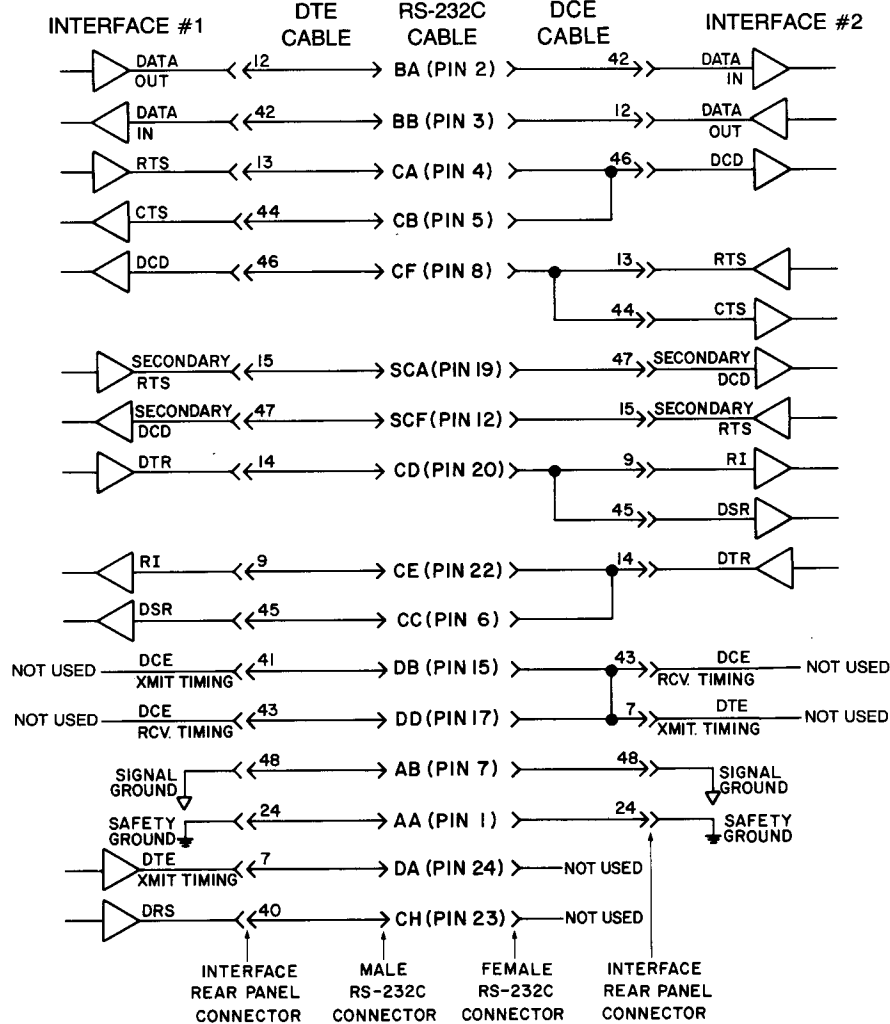 INTERFACE #1 DTE CABLE RS-232C CABLE DCE CABLE INTERFACE #2
DATA OUT 12 BA (PIN 2) 42 DATA IN
DATA IN 42 BB (PIN 3) 12 DATA OUT
RTS 13 CA (PIN 4) 46 DCD
CTS 44 CB (PIN 5)
DCD 46 CF (PIN 8) 13 RTS
44 CTS
SECONDARY RTS 15 SCA (PIN 19) 47 SECONDARY DCD
SECONDARY DCD 47 SCF (PIN 12) 15 SECONDARY RTS
DTR 14 CD (PIN 20) 9 RI
45 DSR
RI 9 CE (PIN 22) 14 DTR
DSR 45 CC (PIN 6)
NOT USED DCE XMIT TIMING 41 DB (PIN 15) 43 DCE RCV. TIMING NOT USED
NOT USED DCE RCV. TIMING 43 DD (PIN 17) 7 DTE XMIT. TIMING NOT USED
SIGNAL GROUND 48 AB (PIN 7) 48 SIGNAL GROUND
SAFETY GROUND 24 AA (PIN 1) 24 SAFETY GROUND
DTE XMIT TIMING 7 DA (PIN 24) NOT USED
DRS 40 CH (PIN 23) NOT USED
INTERFACE REAR PANEL CONNECTOR
MALE RS-232C CONNECTOR
FEMALE RS-232C CONNECTOR
INTERFACE REAR PANEL CONNECTOR